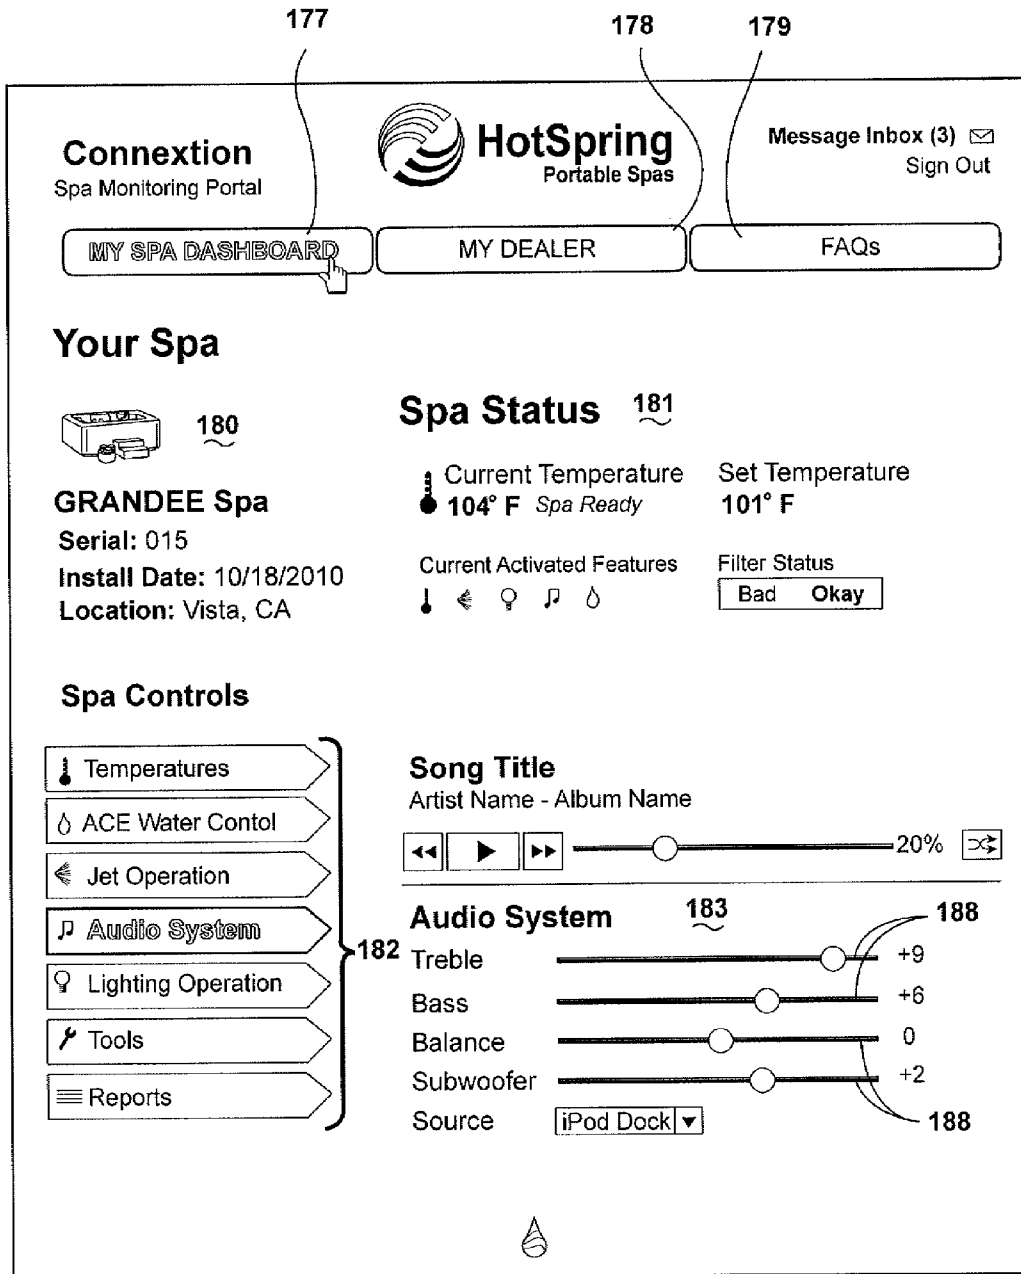 177
178
179
Connextion
Spa Monitoring Portal
HotSpring
Portable Spas
Message Inbox (3)
Sign Out
MY SPA DASHBOARD
MY DEALER
FAQs
Your Spa
180
GRANDEE Spa
Serial: 015
Install Date: 10/18/2010
Location: Vista, CA
Spa Status
181
Current Temperature
104° F Spa Ready
Set Temperature
101° F
Current Activated Features
Filter Status
Bad Okay
Spa Controls
Temperatures
ACE Water Contol
Jet Operation
Audio System
Lighting Operation
Tools
Reports
182
Song Title
Artist Name - Album Name
20%
Audio System
183
188
Treble +9
Bass +6
Balance 0
Subwoofer +2
Source iPod Dock
188